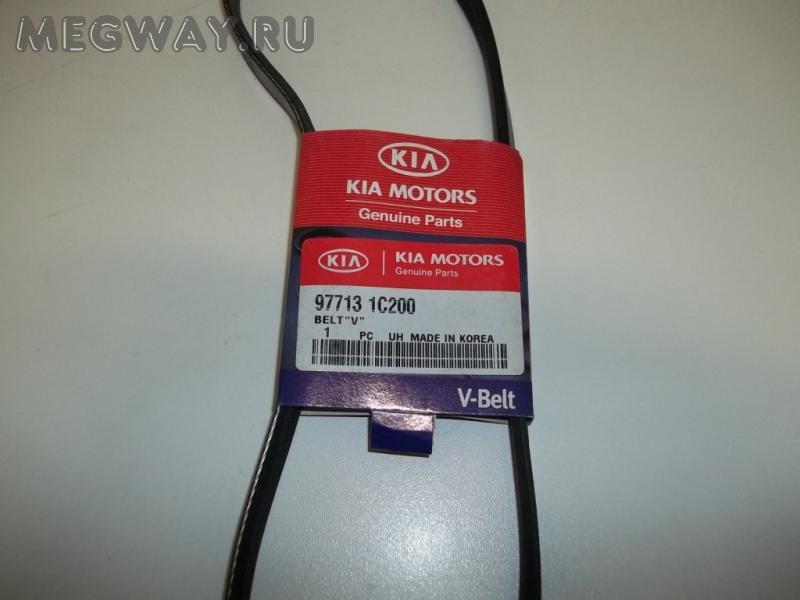 MEGWAY.RU
KIA
KIA MOTORS
Genuine Parts
KIA KIA MOTORS
Genuine Parts
97713 1C200
BELT"V"
1 PC UH MADE IN KOREA
V-Belt